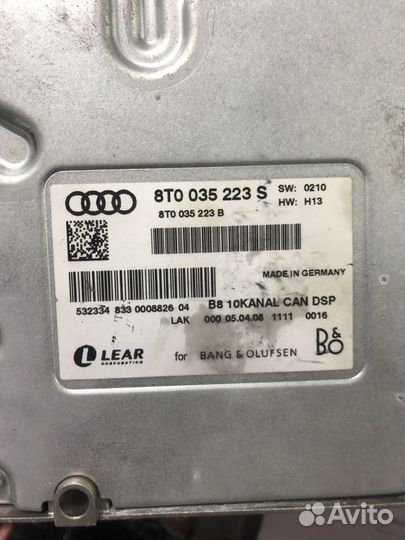 8T0 035 223 S SW: 0210
8T0 035 223 B HW: H13
MADE IN GERMANY
532334 833 0008826 04 B8 10KANAL CAN DSP
LAK 000 05.04.08 1111 0016
LEAR for BANG & OLUFSEN B&O
CORPORATION
Avito